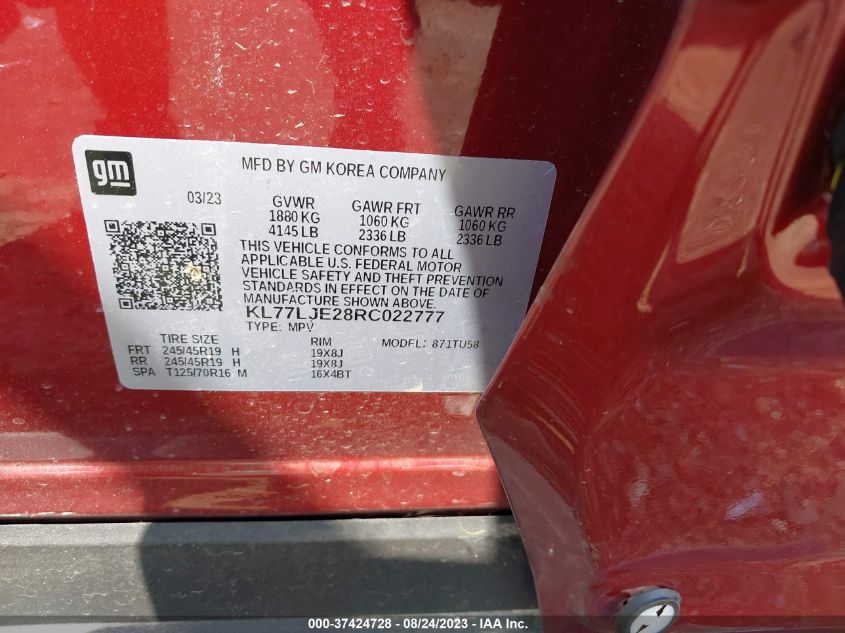 gm
MFD BY GM KOREA COMPANY
03/23
GVWR GAWR FRT GAWR RR
1880 KG 1060 KG 1060 KG
4145 LB 2336 LB 2336 LB
THIS VEHICLE CONFORMS TO ALL
APPLICABLE U.S. FEDERAL MOTOR
VEHICLE SAFETY AND THEFT PREVENTION
STANDARDS IN EFFECT ON THE DATE OF
MANUFACTURE SHOWN ABOVE.
KL77LJE28RC022777
TYPE: MPV MODEL: 871TU58
TIRE SIZE RIM
FRT 245/45R19 H 19X8J
RR 245/45R19 H 19X8J
SPA T125/70R16 M 16X4BT
000-37424728 - 08/24/2023 - IAA Inc.